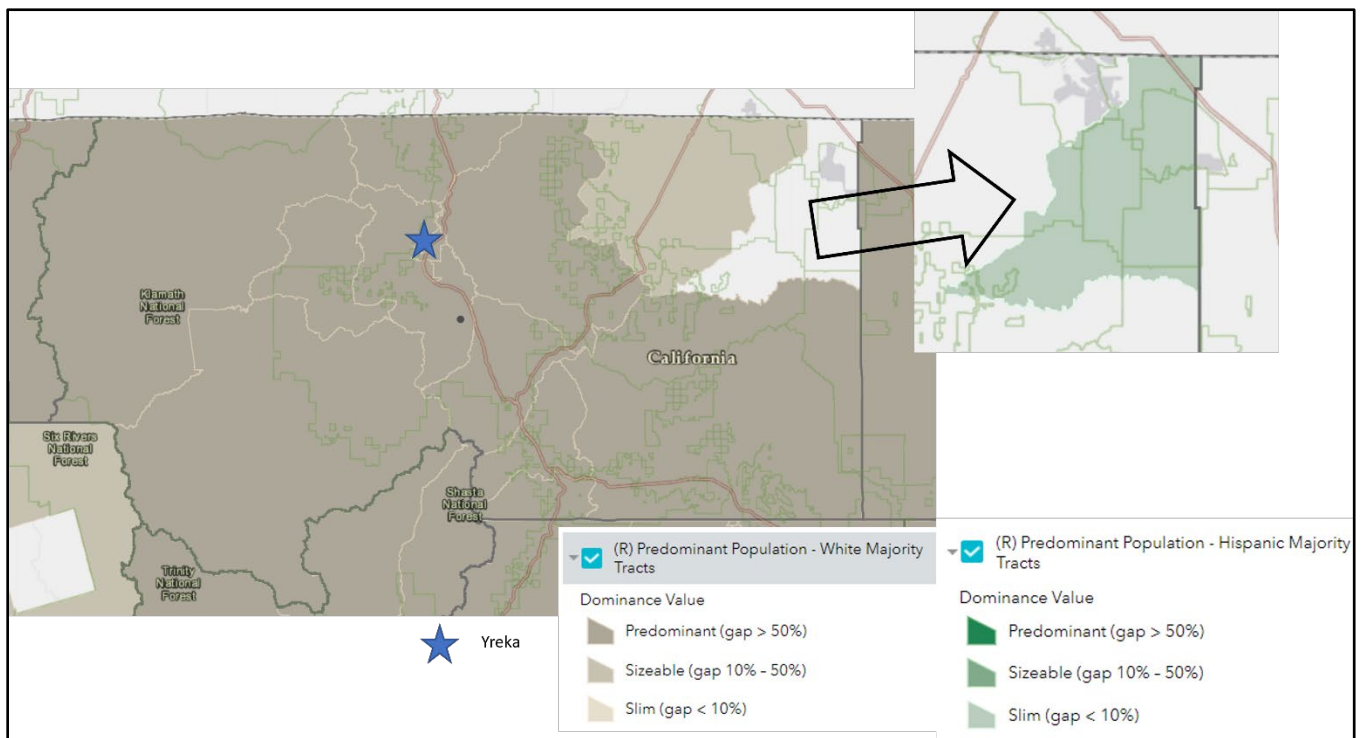 Klamath
National
Forest
California
Six Rivers
National
Forest
Shasta
National
Forest
Trinity
National
Forest
Yreka
(R) Predominant Population - White Majority
Tracts
Dominance Value
Predominant (gap > 50%)
Sizeable (gap 10% - 50%)
Slim (gap < 10%)
(R) Predominant Population - Hispanic Majority
Tracts
Dominance Value
Predominant (gap > 50%)
Sizeable (gap 10% - 50%)
Slim (gap < 10%)